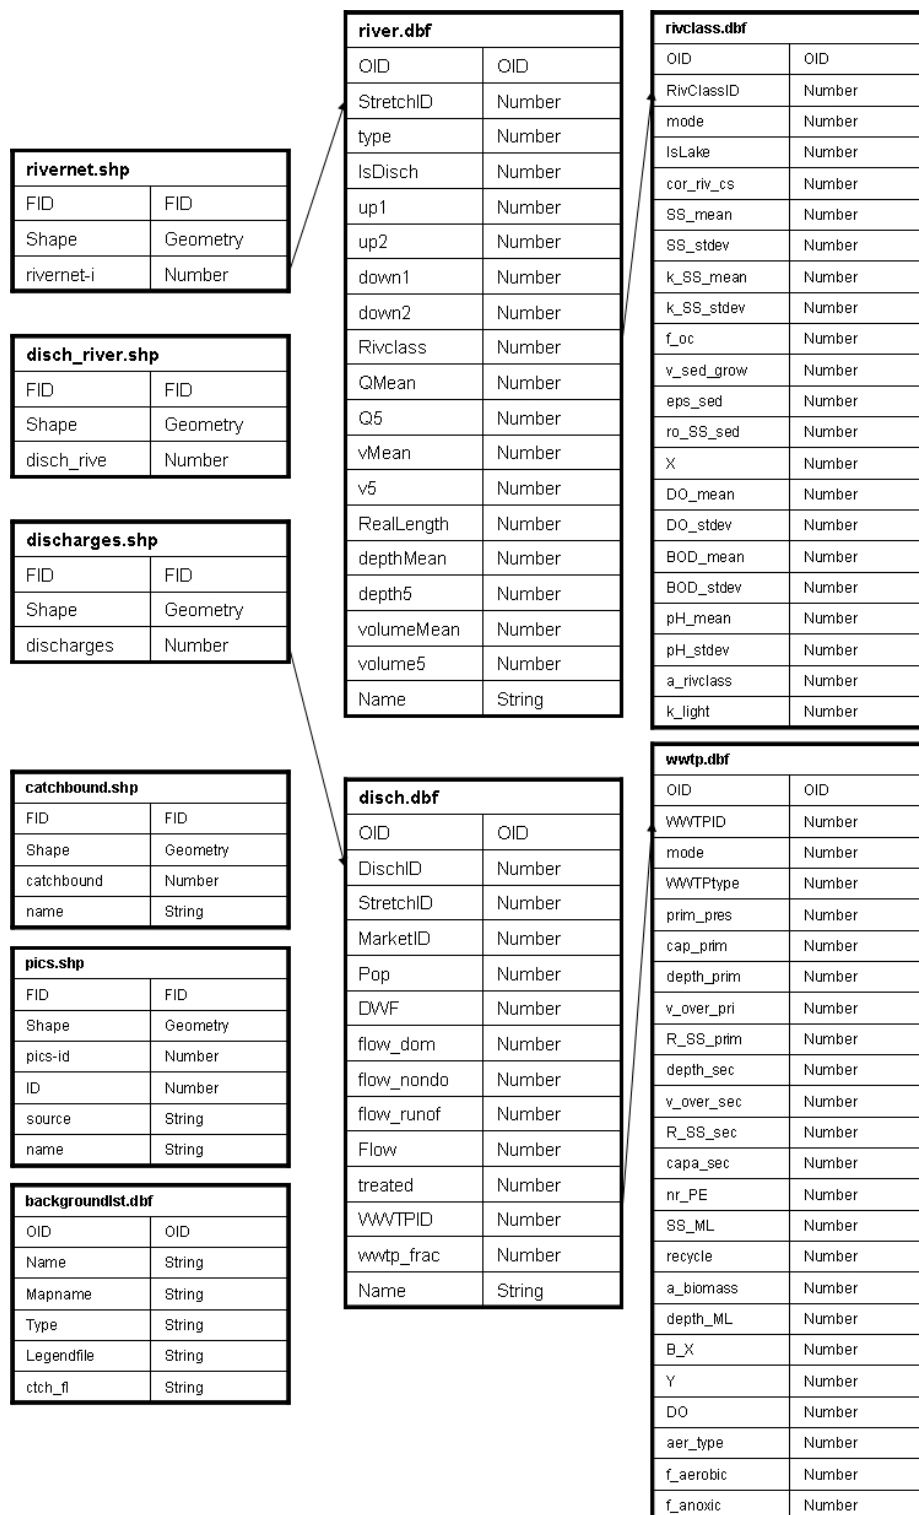 rivernet.shp
FID FID
Shape Geometry
rivernet-i Number
disch_river.shp
FID FID
Shape Geometry
disch_rive Number
discharges.shp
FID FID
Shape Geometry
discharges Number
catchbound.shp
FID FID
Shape Geometry
catchbound Number
name String
pics.shp
FID FID
Shape Geometry
pics-id Number
ID Number
source String
name String
backgroundlst.dbf
OID OID
Name String
Mapname String
Type String
Legendfile String
ctch_fl String
river.dbf
OID OID
StretchID Number
type Number
IsDisch Number
up1 Number
up2 Number
down1 Number
down2 Number
Rivclass Number
QMean Number
Q5 Number
vMean Number
v5 Number
RealLength Number
depthMean Number
depth5 Number
volumeMean Number
volume5 Number
Name String
disch.dbf
OID OID
DischID Number
StretchID Number
MarketID Number
Pop Number
DWF Number
flow_dom Number
flow_nondo Number
flow_runof Number
Flow Number
treated Number
WWTPID Number
wwtp_frac Number
Name String
rivclass.dbf
OID OID
RivClassID Number
mode Number
IsLake Number
cor_riv_cs Number
SS_mean Number
SS_stdev Number
k_SS_mean Number
k_SS_stdev Number
f_oc Number
v_sed_grow Number
eps_sed Number
ro_SS_sed Number
X Number
DO_mean Number
DO_stdev Number
BOD_mean Number
BOD_stdev Number
pH_mean Number
pH_stdev Number
a_rivclass Number
k_light Number
wwtp.dbf
OID OID
WWTPID Number
mode Number
WWTPtype Number
prim_pres Number
cap_prim Number
depth_prim Number
v_over_pri Number
R_SS_prim Number
depth_sec Number
v_over_sec Number
R_SS_sec Number
capa_sec Number
nr_PE Number
SS_ML Number
recycle Number
a_biomass Number
depth_ML Number
B_X Number
Y Number
DO Number
aer_type Number
f_aerobic Number
f_anoxic Number